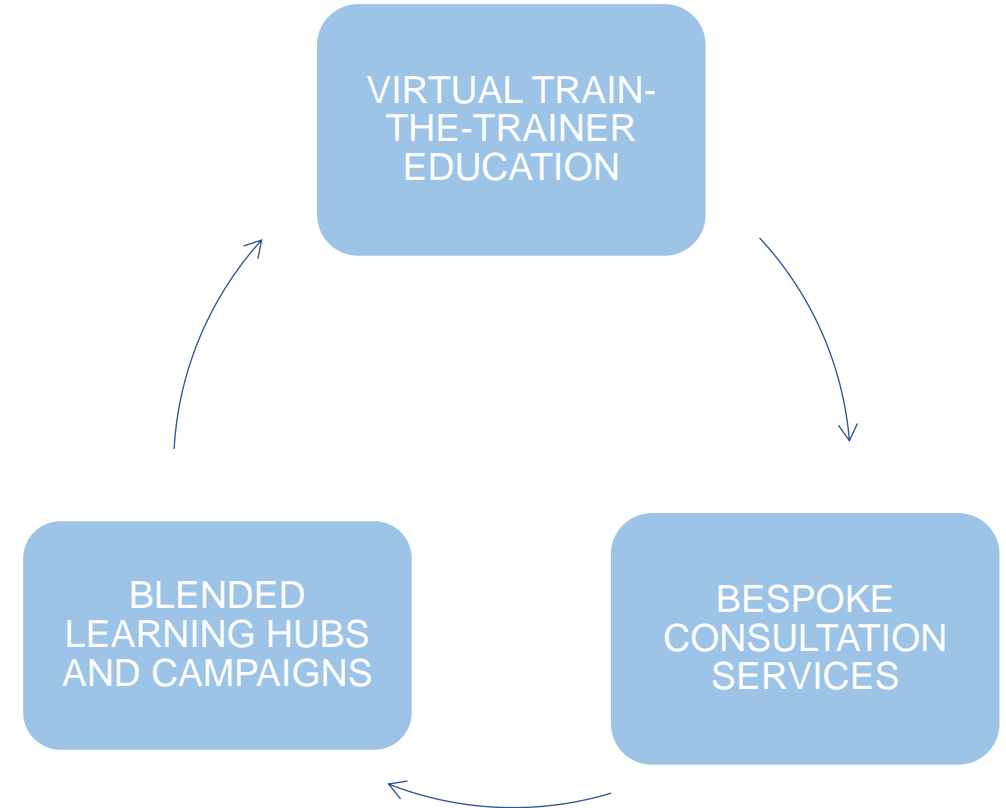 VIRTUAL TRAIN-
THE-TRAINER
EDUCATION
BESPOKE
CONSULTATION
SERVICES
BLENDED
LEARNING HUBS
AND CAMPAIGNS